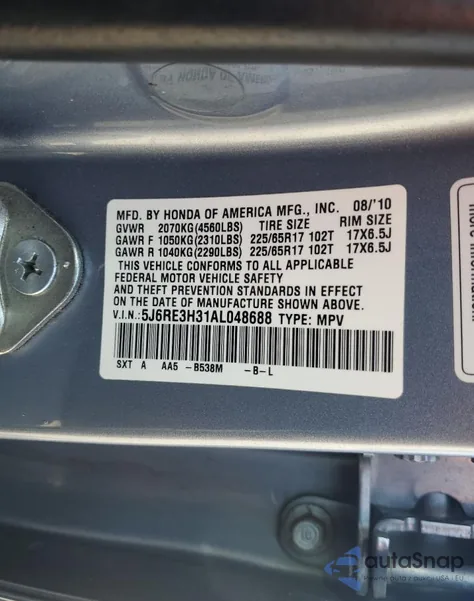 MFD. BY HONDA OF AMERICA MFG., INC. 08/'10
GVWR 2070KG(4560LBS) TIRE SIZE RIM SIZE
GAWR F 1050KG(2310LBS) 225/65R17 102T 17X6.5J
GAWR R 1040KG(2290LBS) 225/65R17 102T 17X6.5J
THIS VEHICLE CONFORMS TO ALL APPLICABLE
FEDERAL MOTOR VEHICLE SAFETY
AND THEFT PREVENTION STANDARDS IN EFFECT
ON THE DATE OF MANUFACTURE SHOWN ABOVE.
V.I.N.: 5J6RE3H31AL048688 TYPE: MPV
SXT A AA5 -B538M -B-L
autaSnap